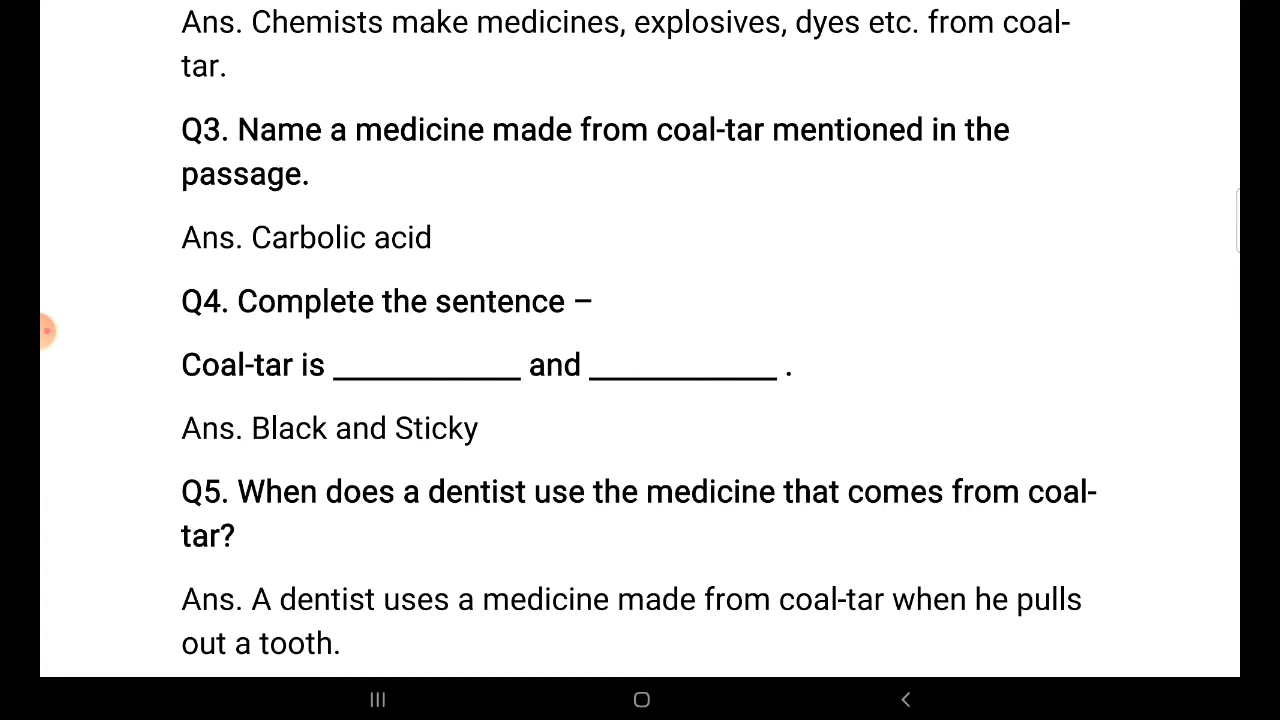 Ans. Chemists make medicines, explosives, dyes etc. from coal-
tar.
Q3. Name a medicine made from coal-tar mentioned in the
passage.
Ans. Carbolic acid
Q4. Complete the sentence –
Coal-tar is ____________ and ____________ .
Ans. Black and Sticky
Q5. When does a dentist use the medicine that comes from coal-
tar?
Ans. A dentist uses a medicine made from coal-tar when he pulls
out a tooth.